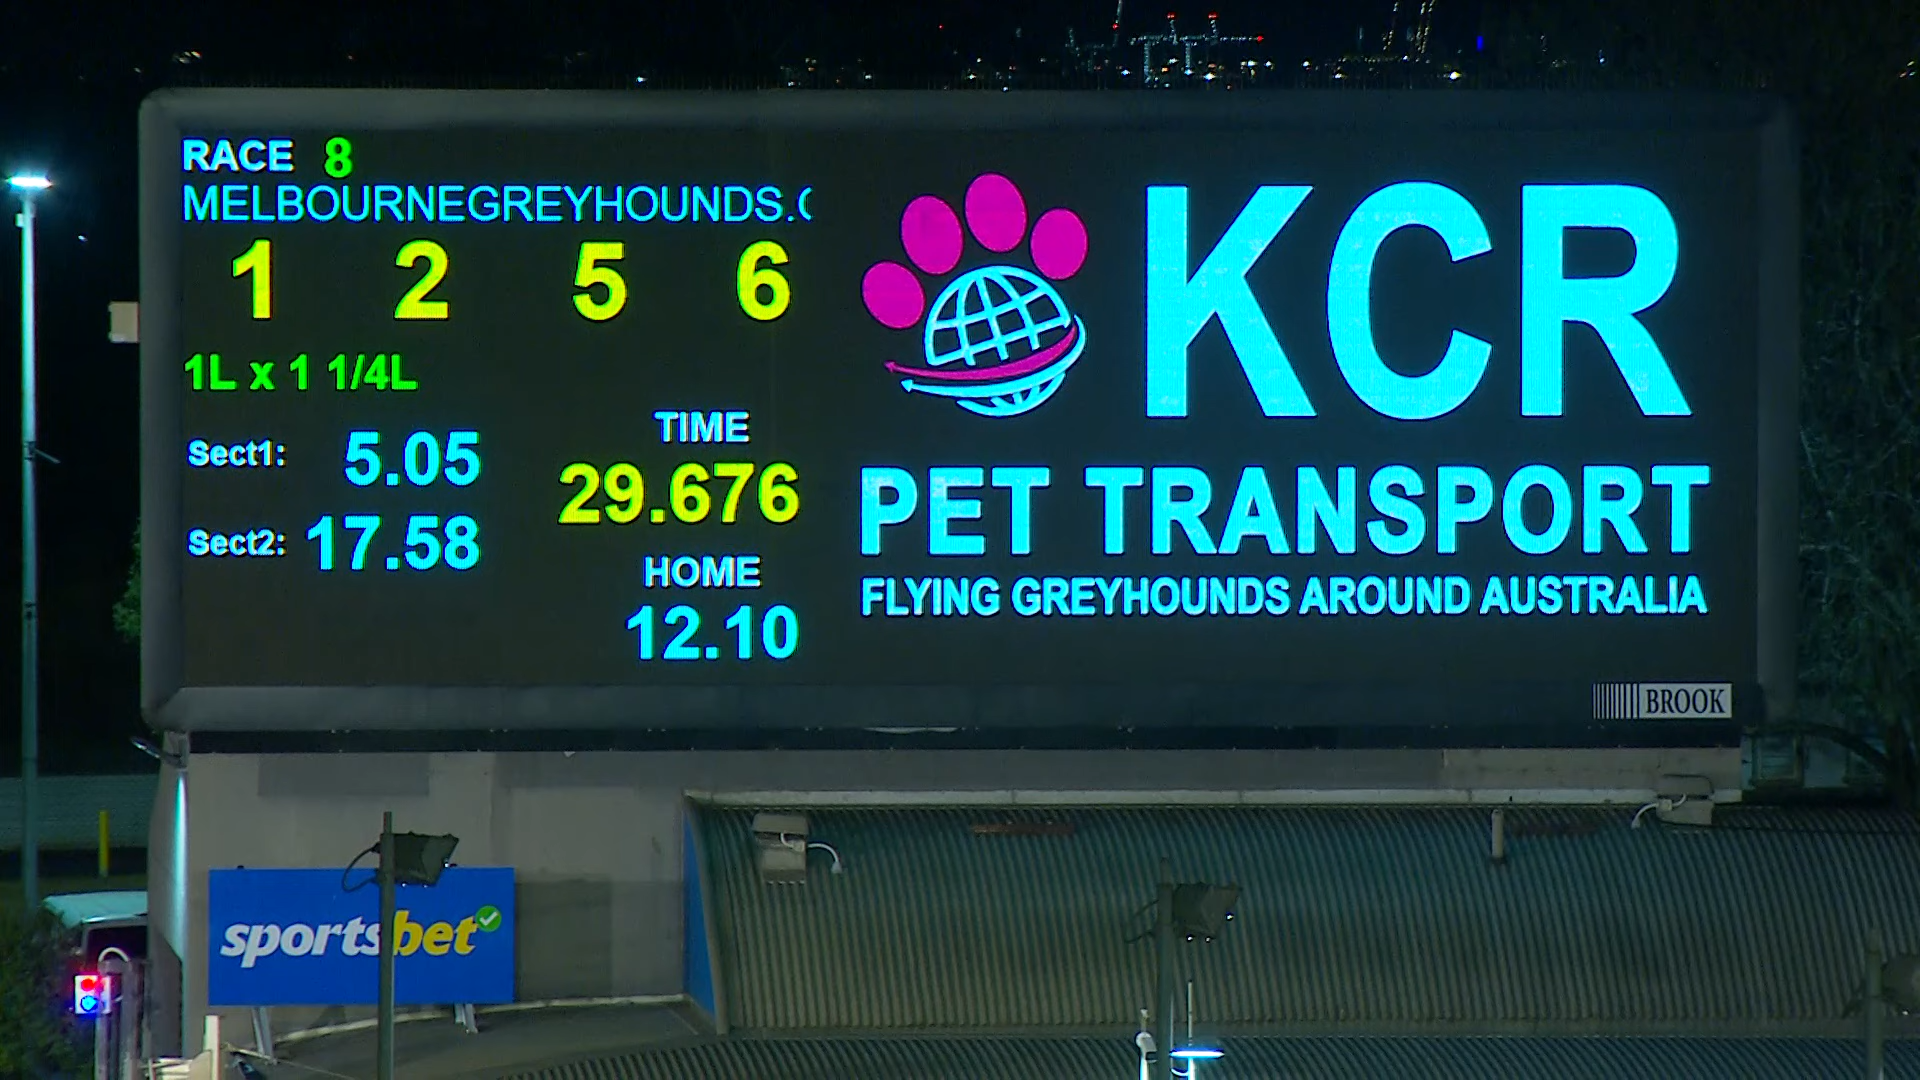 RACE 8
MELBOURNEGREYHOUNDS.
1 2 5 6
1L x 1 1/4L
Sect1: 5.05
Sect2: 17.58
TIME
29.676
HOME
12.10
KCR
PET TRANSPORT
FLYING GREYHOUNDS AROUND AUSTRALIA
BROOK
sportsbet